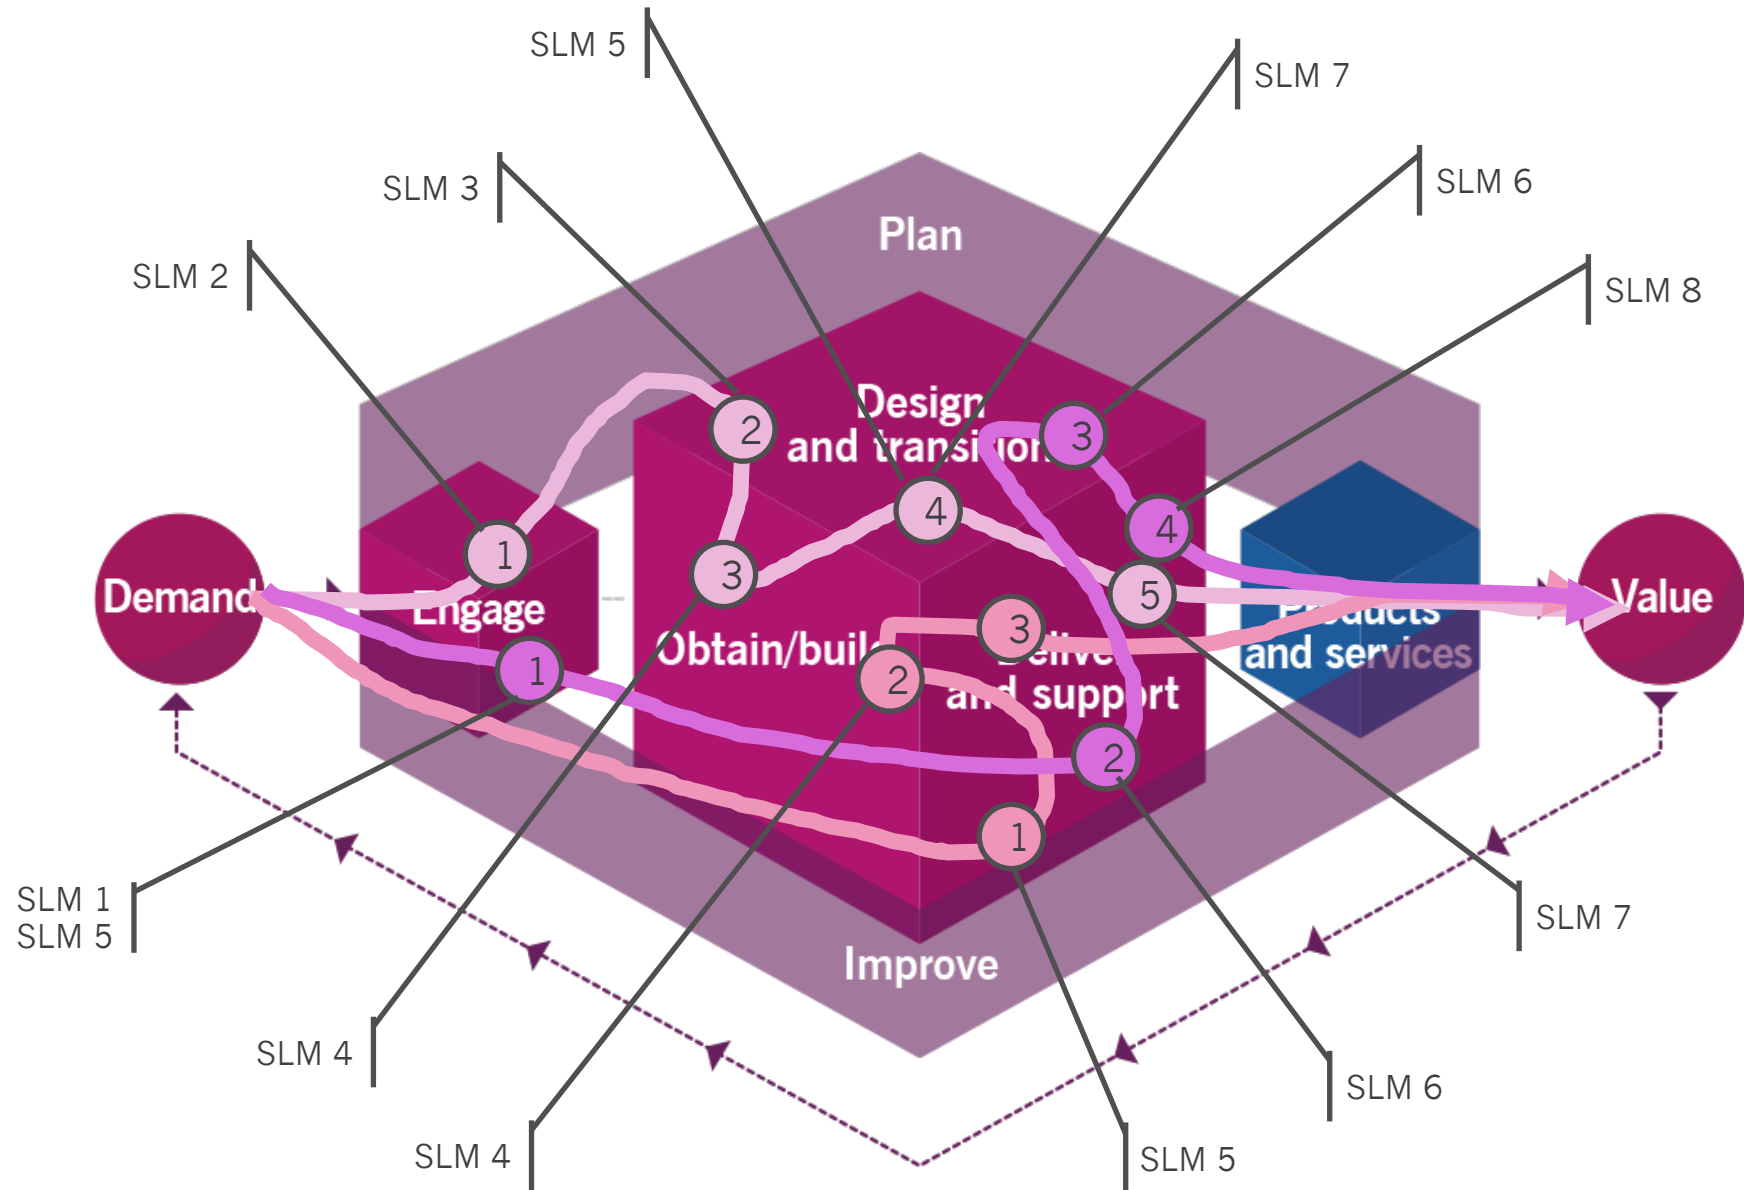 SLM 5
SLM 7
SLM 3
SLM 6
SLM 2
SLM 8
Plan
Design
and transition
2
3
4
4
1
3
5
Demand
Engage
Value
Products
and services
Obtain/build
3
Deliver
and support
1
2
2
1
SLM 1
SLM 5
SLM 7
Improve
SLM 4
SLM 6
SLM 4
SLM 5